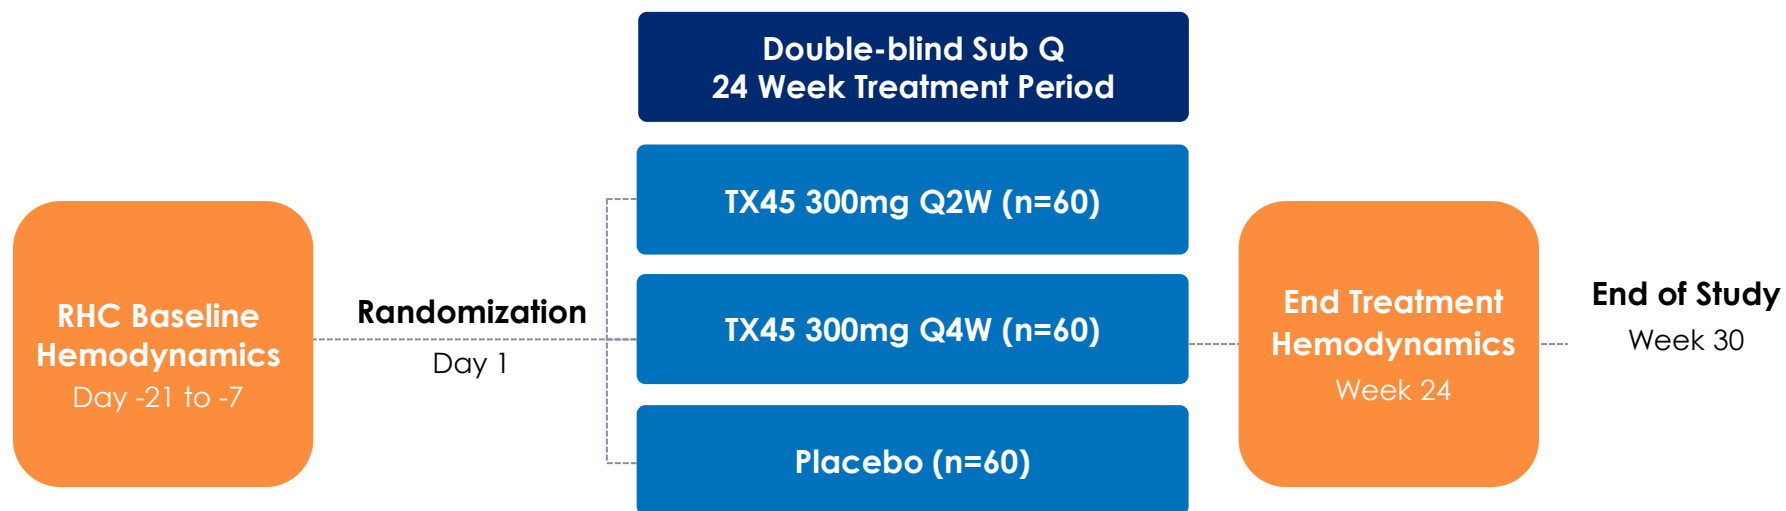 Double-blind Sub Q
24 Week Treatment Period
RHC Baseline
Hemodynamics
Day -21 to -7
Randomization
Day 1
TX45 300mg Q2W (n=60)
TX45 300mg Q4W (n=60)
Placebo (n=60)
End Treatment
Hemodynamics
Week 24
End of Study
Week 30